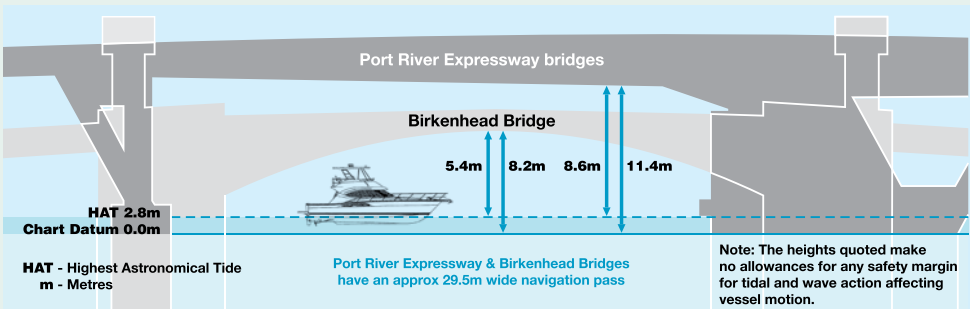 Port River Expressway bridges
Birkenhead Bridge
5.4m 8.2m 8.6m 11.4m
HAT 2.8m
Chart Datum 0.0m
HAT - Highest Astronomical Tide
m - Metres
Port River Expressway & Birkenhead Bridges
have an approx 29.5m wide navigation pass
Note: The heights quoted make
no allowances for any safety margin
for tidal and wave action affecting
vessel motion.